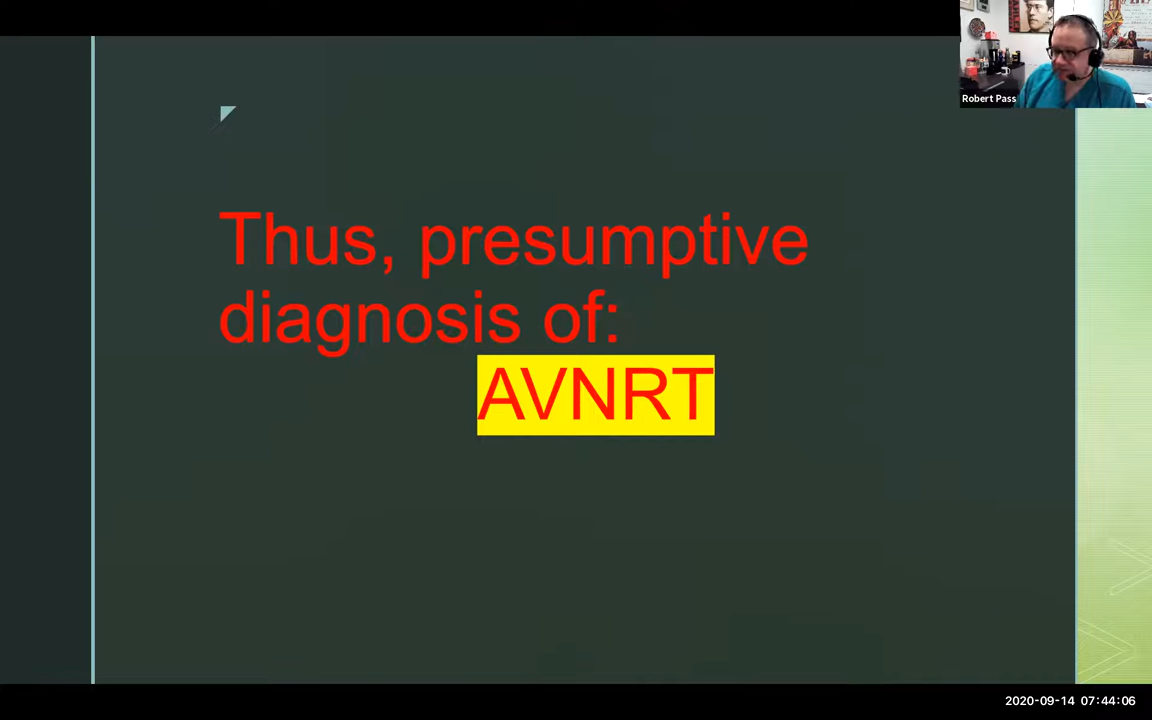 Robert Pass
Thus, presumptive
diagnosis of:
AVNRT
2020-09-14 07:44:06